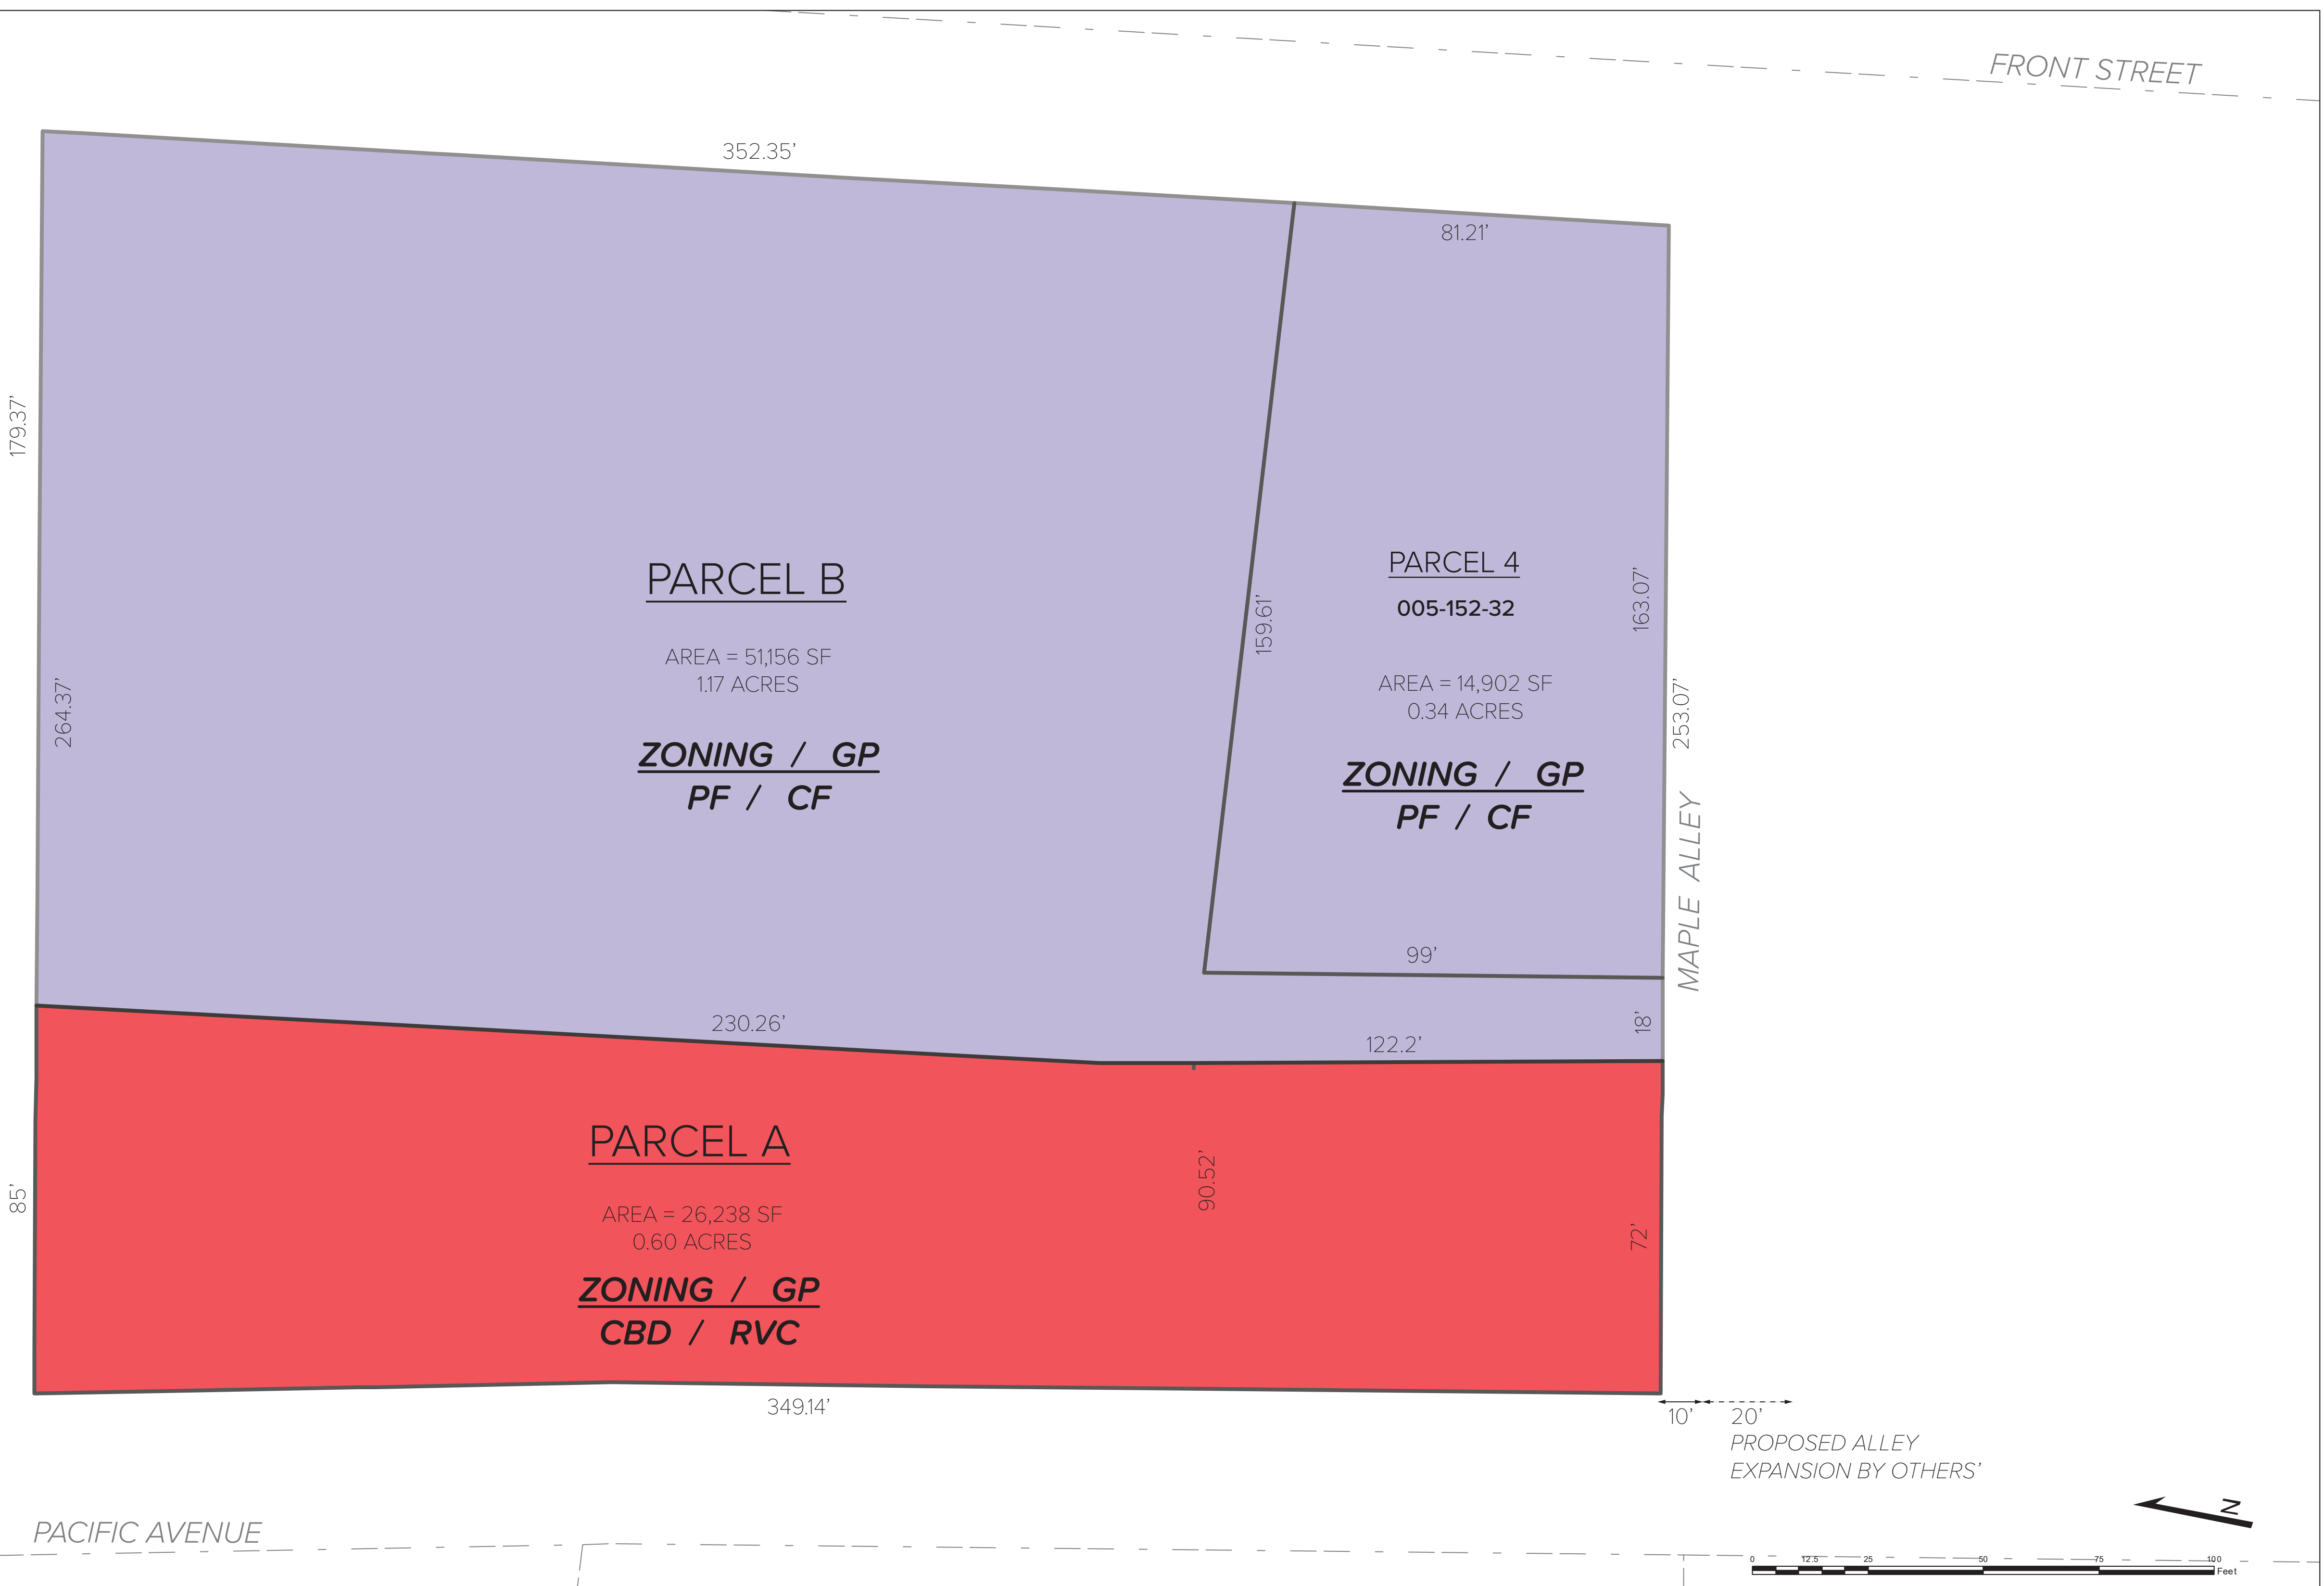 FRONT STREET
352.35’
81.21’
179.37’
264.37’
PARCEL B
AREA = 51,156 SF
1.17 ACRES
ZONING / GP
PF / CF
159.61’
PARCEL 4
005-152-32
AREA = 14,902 SF
0.34 ACRES
ZONING / GP
PF / CF
163.07’
253.07’
MAPLE ALLEY
99’
18’
230.26’
122.2’
PARCEL A
AREA = 26,238 SF
0.60 ACRES
ZONING / GP
CBD / RVC
85’
90.52’
72’
349.14’
10’ 20’
PROPOSED ALLEY
EXPANSION BY OTHERS’
N
PACIFIC AVENUE
0 12.5 25 50 75 100
Feet